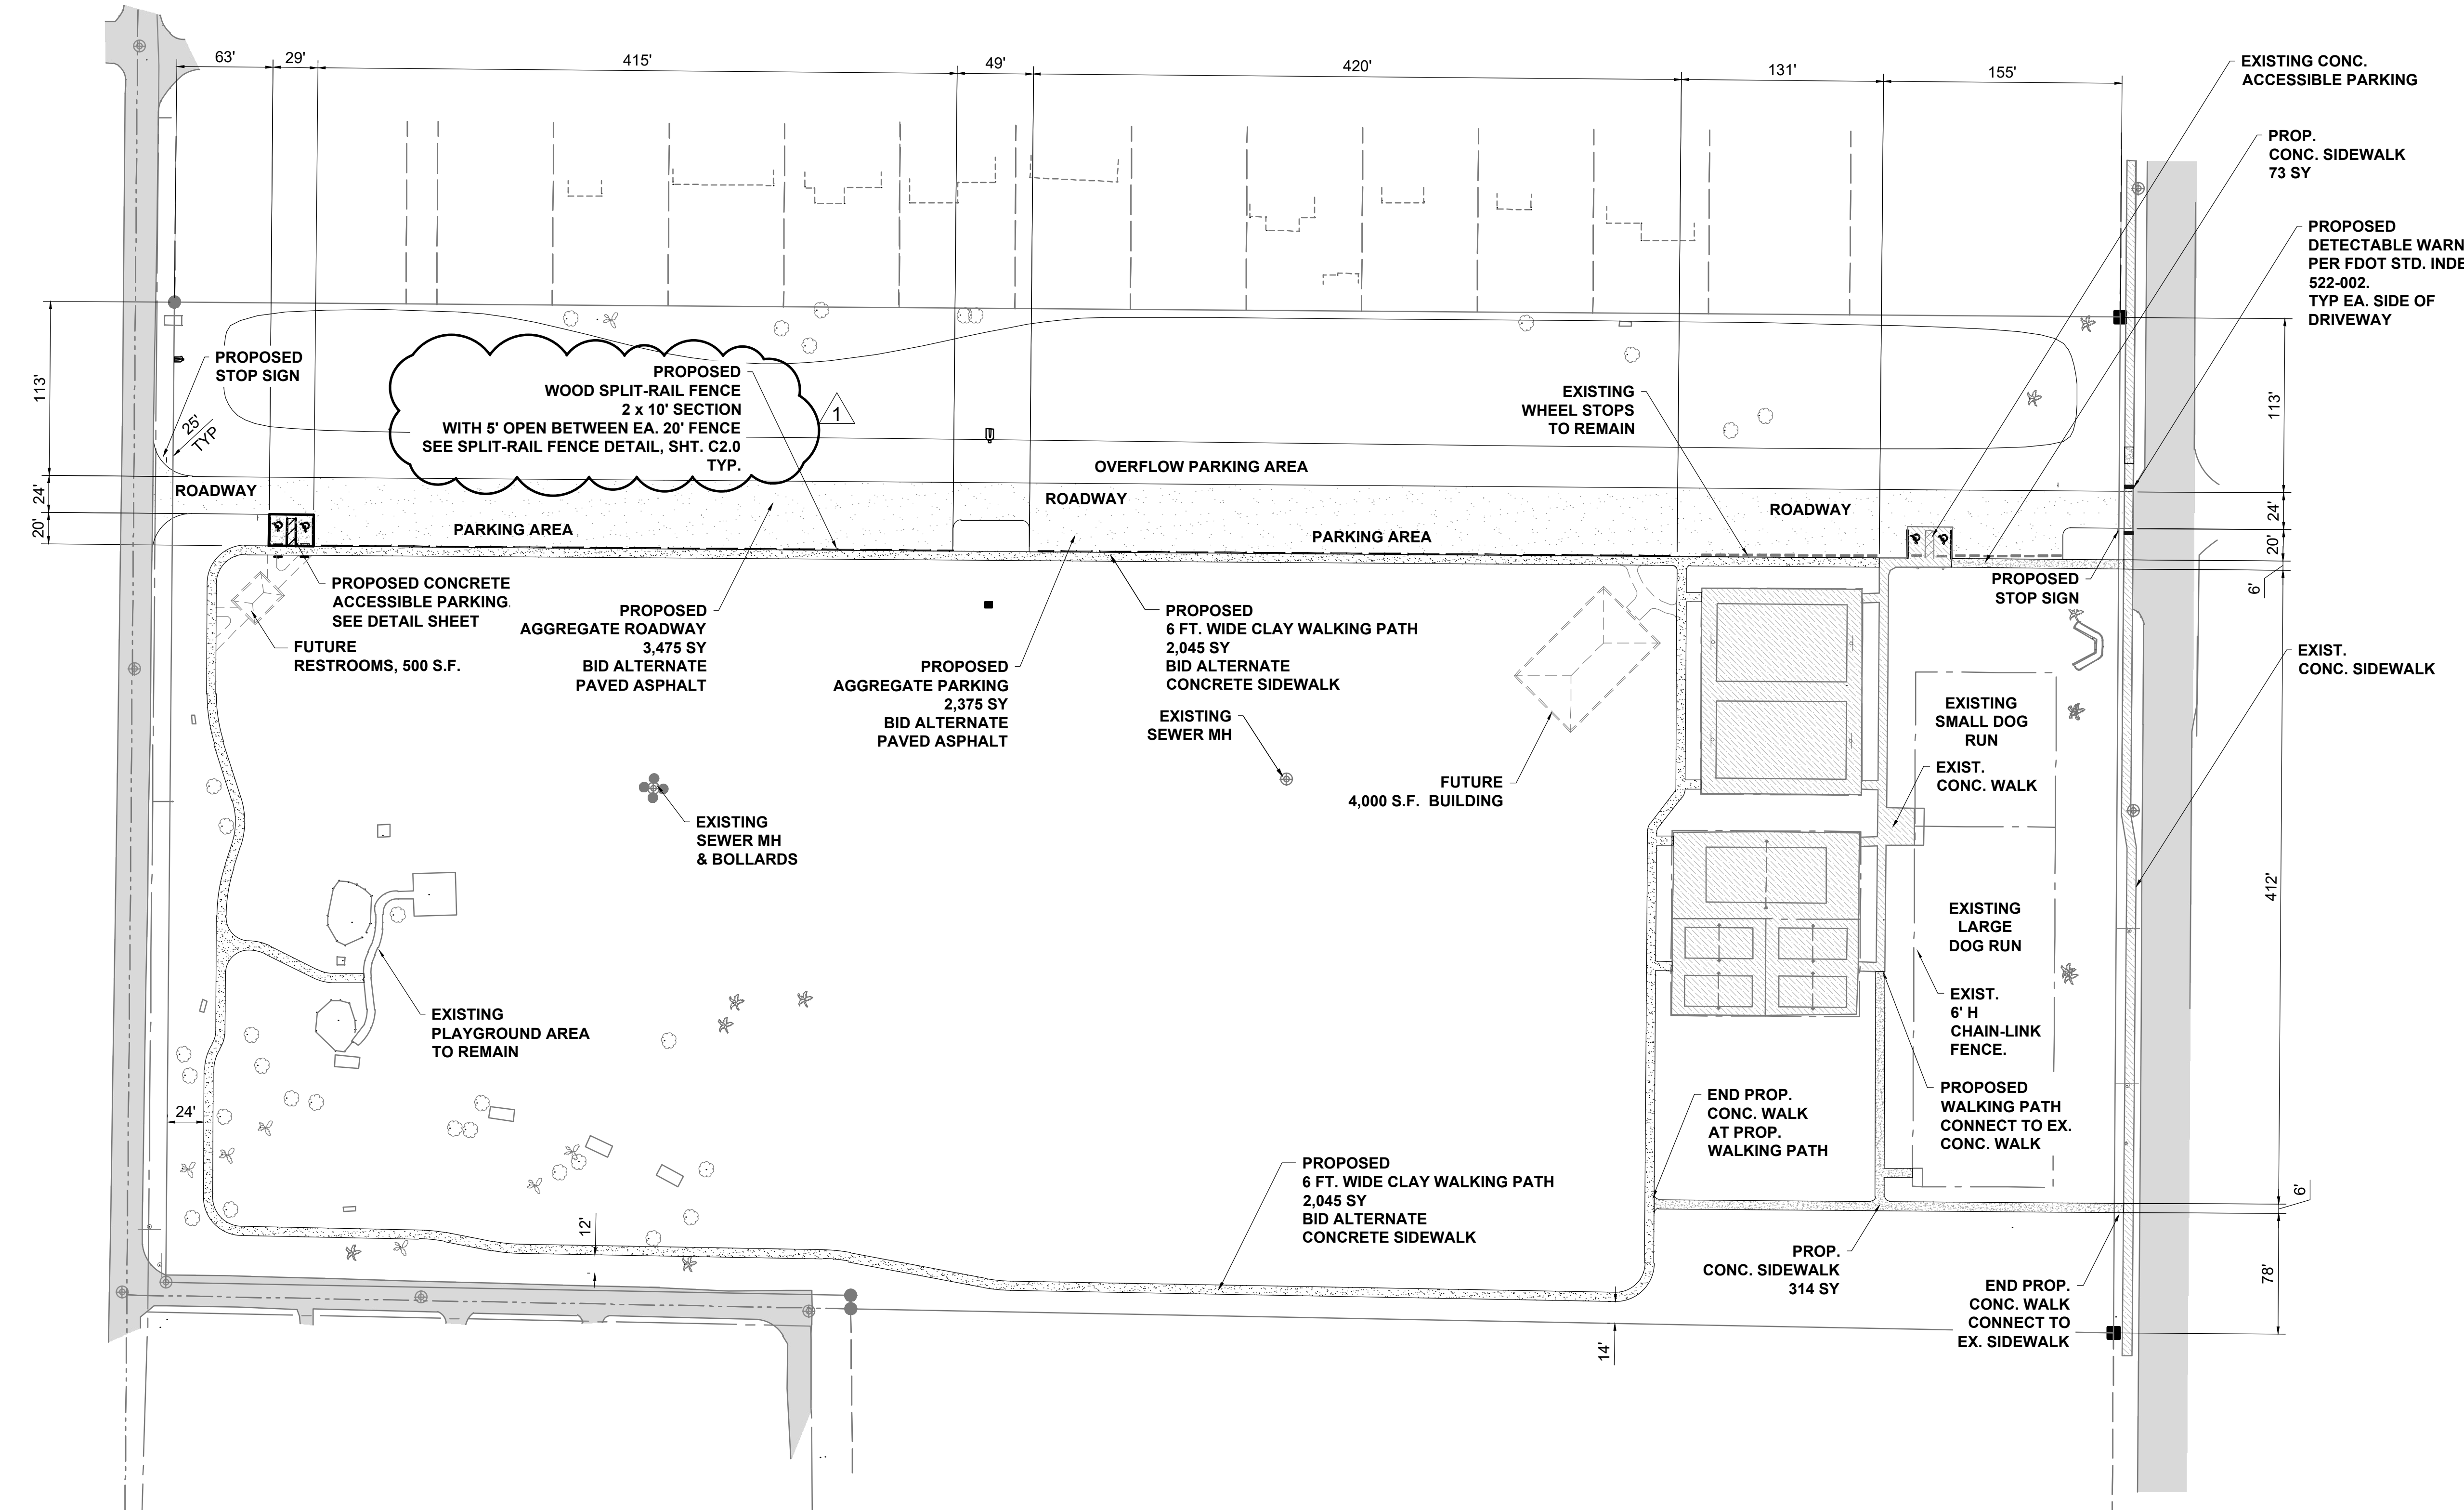 63'
29'
415'
49'
420'
131'
155'
EXISTING CONC.
ACCESSIBLE PARKING
PROP.
CONC. SIDEWALK
73 SY
PROPOSED
DETECTABLE WARN
PER FDOT STD. INDE
522-002.
TYP EA. SIDE OF
DRIVEWAY
113'
24'
20'
PROPOSED
STOP SIGN
25'
TYP
PROPOSED
WOOD SPLIT-RAIL FENCE
2 x 10' SECTION
WITH 5' OPEN BETWEEN EA. 20' FENCE
SEE SPLIT-RAIL FENCE DETAIL, SHT. C2.0
TYP.
1
EXISTING
WHEEL STOPS
TO REMAIN
113'
24'
20'
6'
OVERFLOW PARKING AREA
ROADWAY
ROADWAY
ROADWAY
PARKING AREA
PARKING AREA
PROPOSED CONCRETE
ACCESSIBLE PARKING.
SEE DETAIL SHEET
FUTURE
RESTROOMS, 500 S.F.
PROPOSED
AGGREGATE ROADWAY
3,475 SY
BID ALTERNATE
PAVED ASPHALT
PROPOSED
AGGREGATE PARKING
2,375 SY
BID ALTERNATE
PAVED ASPHALT
PROPOSED
6 FT. WIDE CLAY WALKING PATH
2,045 SY
BID ALTERNATE
CONCRETE SIDEWALK
EXISTING
SEWER MH
PROPOSED
STOP SIGN
EXIST.
CONC. SIDEWALK
EXISTING
SMALL DOG
RUN
EXIST.
CONC. WALK
FUTURE
4,000 S.F. BUILDING
EXISTING
SEWER MH
& BOLLARDS
412'
EXISTING
LARGE
DOG RUN
EXIST.
6' H
CHAIN-LINK
FENCE.
EXISTING
PLAYGROUND AREA
TO REMAIN
PROPOSED
WALKING PATH
CONNECT TO EX.
CONC. WALK
END PROP.
CONC. WALK
AT PROP.
WALKING PATH
24'
12'
PROPOSED
6 FT. WIDE CLAY WALKING PATH
2,045 SY
BID ALTERNATE
CONCRETE SIDEWALK
6'
PROP.
CONC. SIDEWALK
314 SY
END PROP.
CONC. WALK
CONNECT TO
EX. SIDEWALK
78'
14'